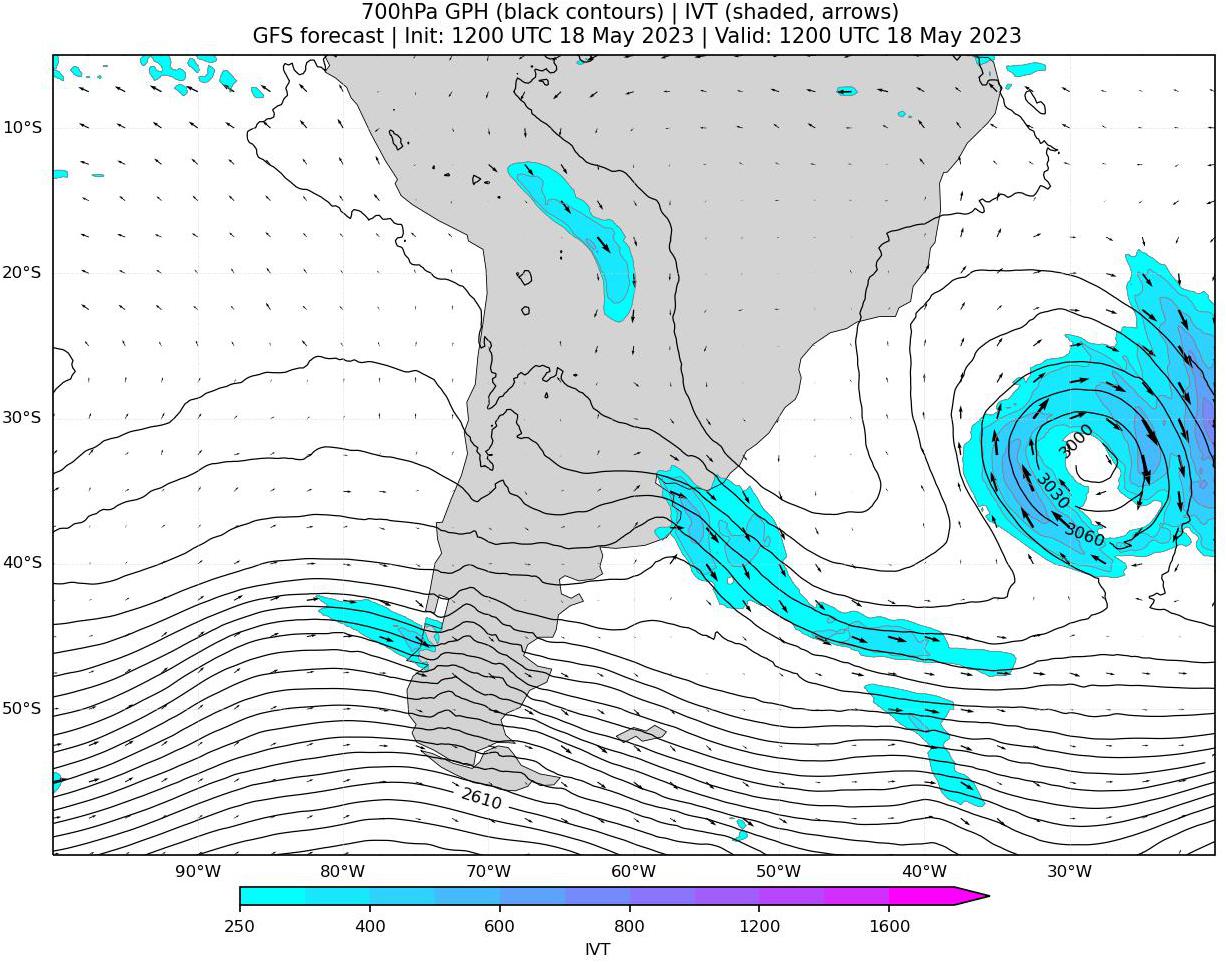 700hPa GPH (black contours) | IVT (shaded, arrows)
GFS forecast | Init: 1200 UTC 18 May 2023 | Valid: 1200 UTC 18 May 2023
10°S
20°S
30°S
40°S
50°S
3000
3030
3060
2610
90°W 80°W 70°W 60°W 50°W 40°W 30°W
250 400 600 800 1200 1600
IVT